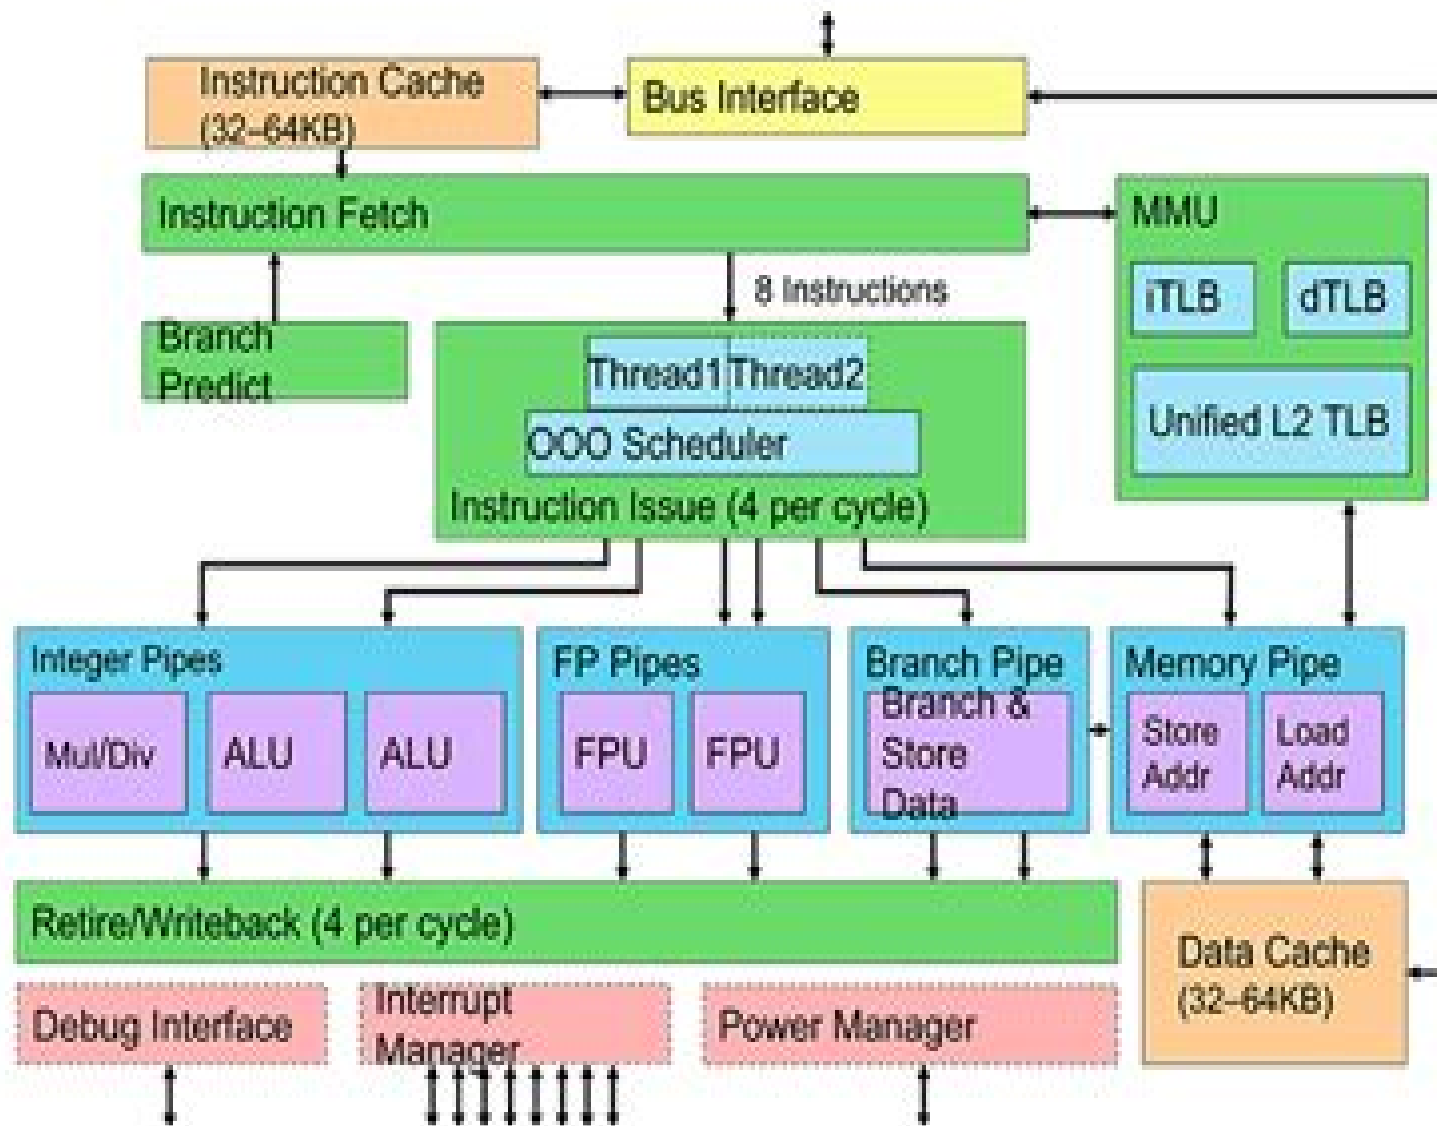 Instruction Cache
(32–64KB)
Bus Interface
Instruction Fetch
MMU
iTLB
dTLB
Unified L2 TLB
8 Instructions
Branch
Predict
Thread1
Thread2
OOO Scheduler
Instruction Issue (4 per cycle)
Integer Pipes
Mul/Div
ALU
ALU
FP Pipes
FPU
FPU
Branch Pipe
Branch &
Store
Data
Memory Pipe
Store
Addr
Load
Addr
Retire/Writeback (4 per cycle)
Data Cache
(32–64KB)
Debug Interface
Interrupt
Manager
Power Manager